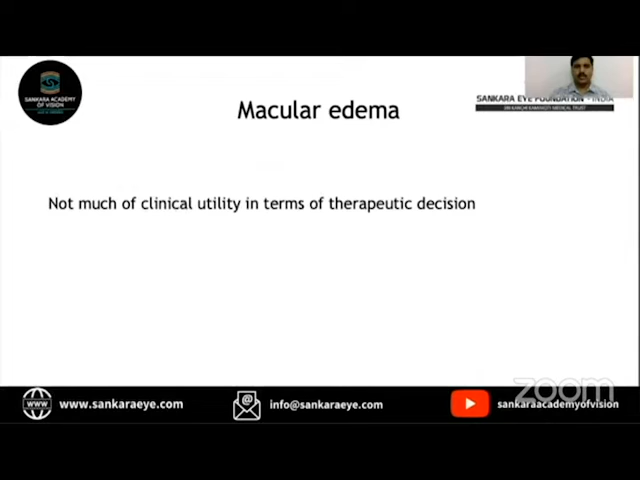 SANKARA ACADEMY
OF VISION
Macular edema
SANKARA EYE FOUNDATION - INDIA
Not much of clinical utility in terms of therapeutic decision
zoom
www.sankaraeye.com
info@sankaraeye.com
sankaraacademyofvision